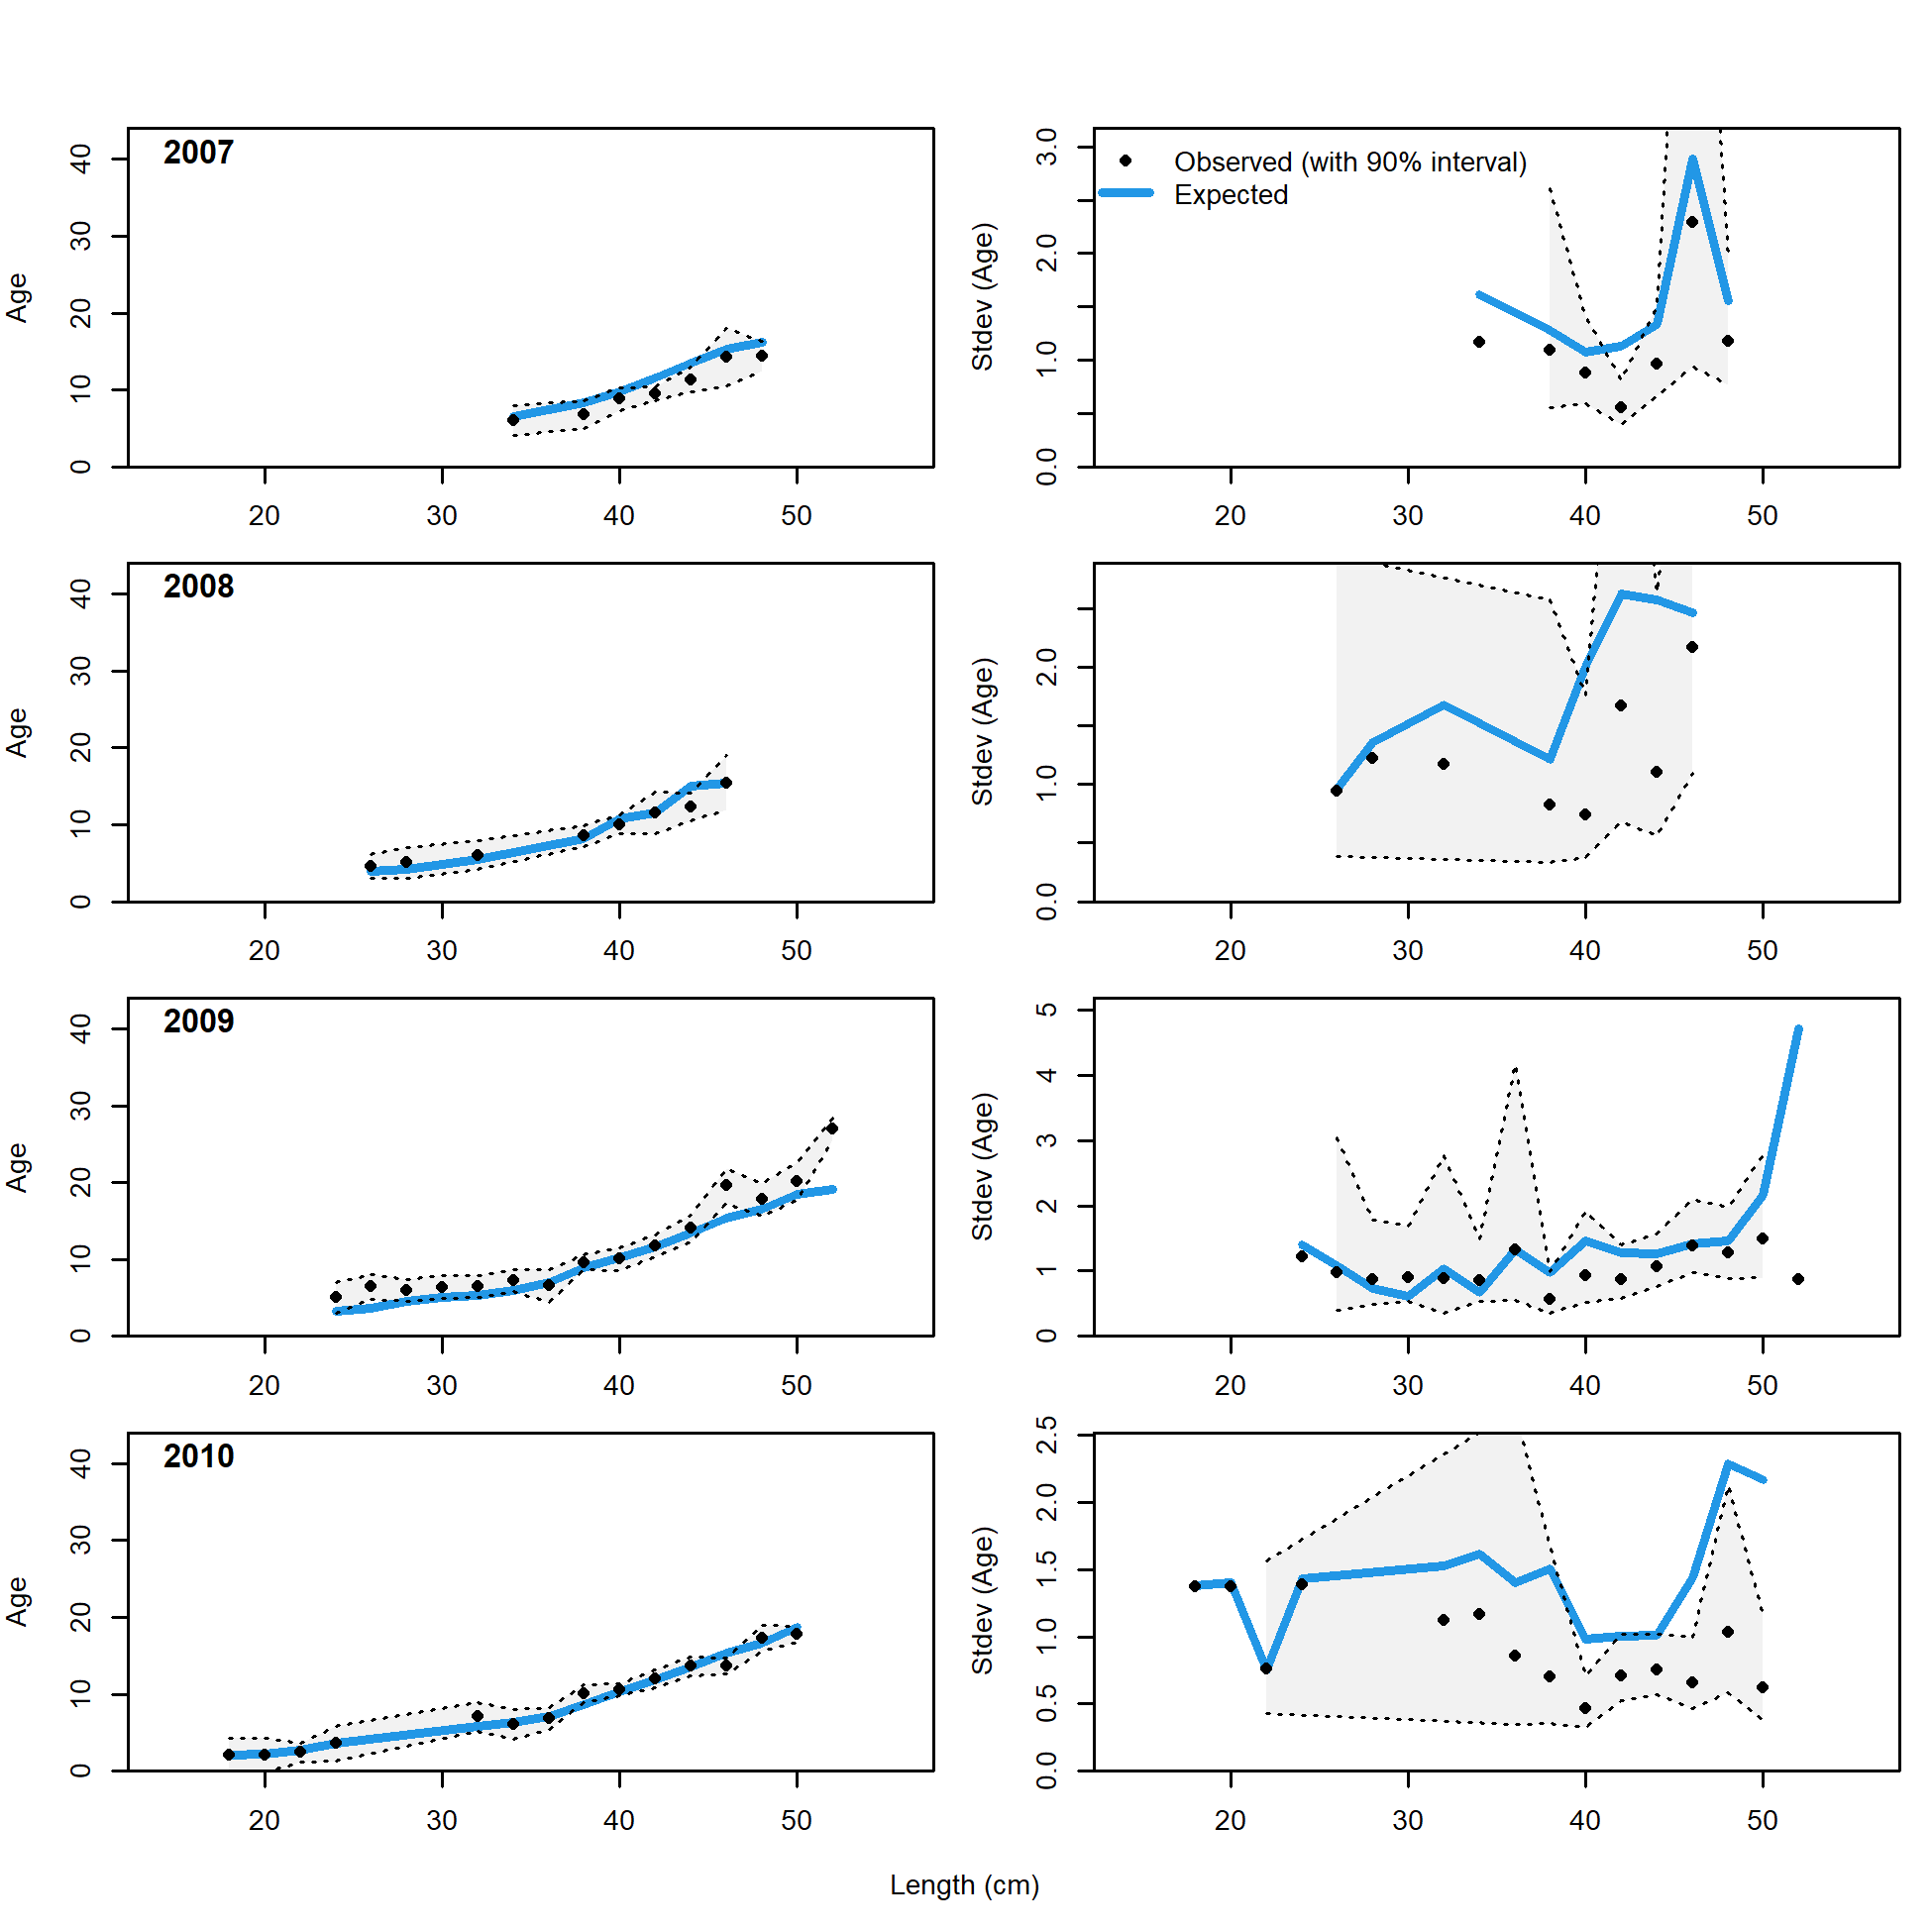 2007
Age
0 10 20 30 40
20 30 40 50
Observed (with 90% interval)
Expected
Stdev (Age)
0.0 1.0 2.0 3.0
20 30 40 50
2008
Age
0 10 20 30 40
20 30 40 50
Stdev (Age)
0.0 1.0 2.0
20 30 40 50
2009
Age
0 10 20 30 40
20 30 40 50
Stdev (Age)
0 1 2 3 4 5
20 30 40 50
2010
Age
0 10 20 30 40
20 30 40 50
Stdev (Age)
0.0 0.5 1.0 1.5 2.0 2.5
20 30 40 50
Length (cm)